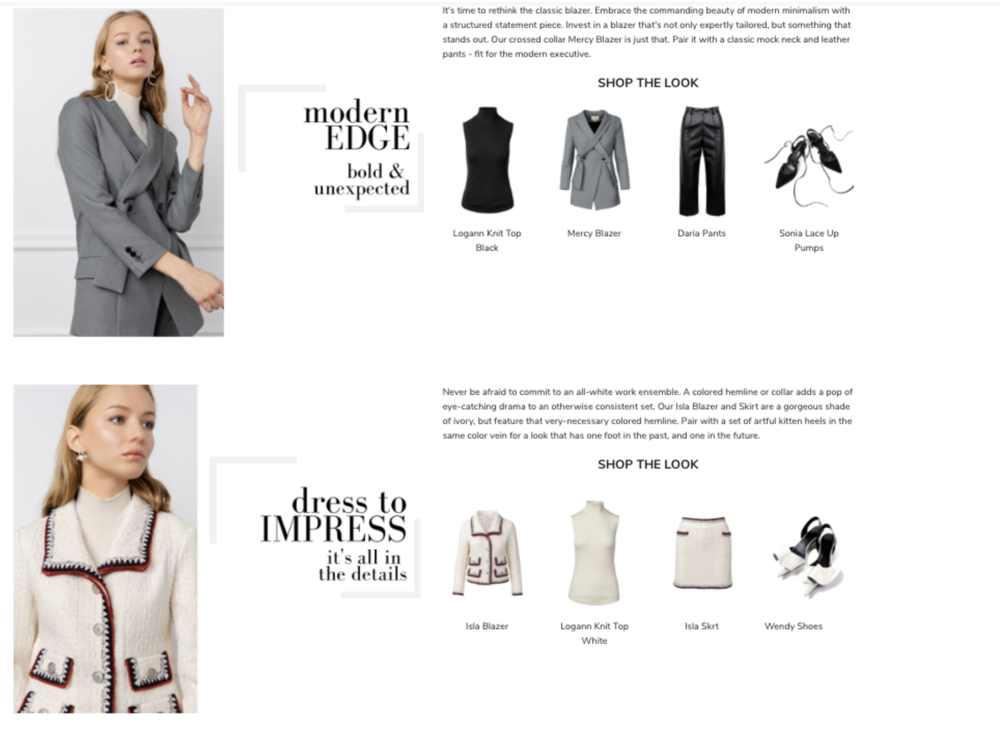 It's time to rethink the classic blazer. Embrace the commanding beauty of modern minimalism with
a structured statement piece. Invest in a blazer that's not only expertly tailored, but something that
stands out. Our crossed collar Mercy Blazer is just that. Pair it with a classic mock neck and leather
pants - fit for the modern executive.
modern
EDGE
bold &
unexpected
SHOP THE LOOK
Logann Knit Top
Black
Mercy Blazer
Daria Pants
Sonia Lace Up
Pumps
Never be afraid to commit to an all-white work ensemble. A colored hemline or collar adds a pop of
eye-catching drama to an otherwise consistent set. Our Isla Blazer and Skirt are a gorgeous shade
of ivory, but feature that very-necessary colored hemline. Pair with a set of artful kitten heels in the
same color vein for a look that has one foot in the past, and one in the future.
dress to
IMPRESS
it's all in
the details
SHOP THE LOOK
Isla Blazer
Logann Knit Top
White
Isla Skrt
Wendy Shoes